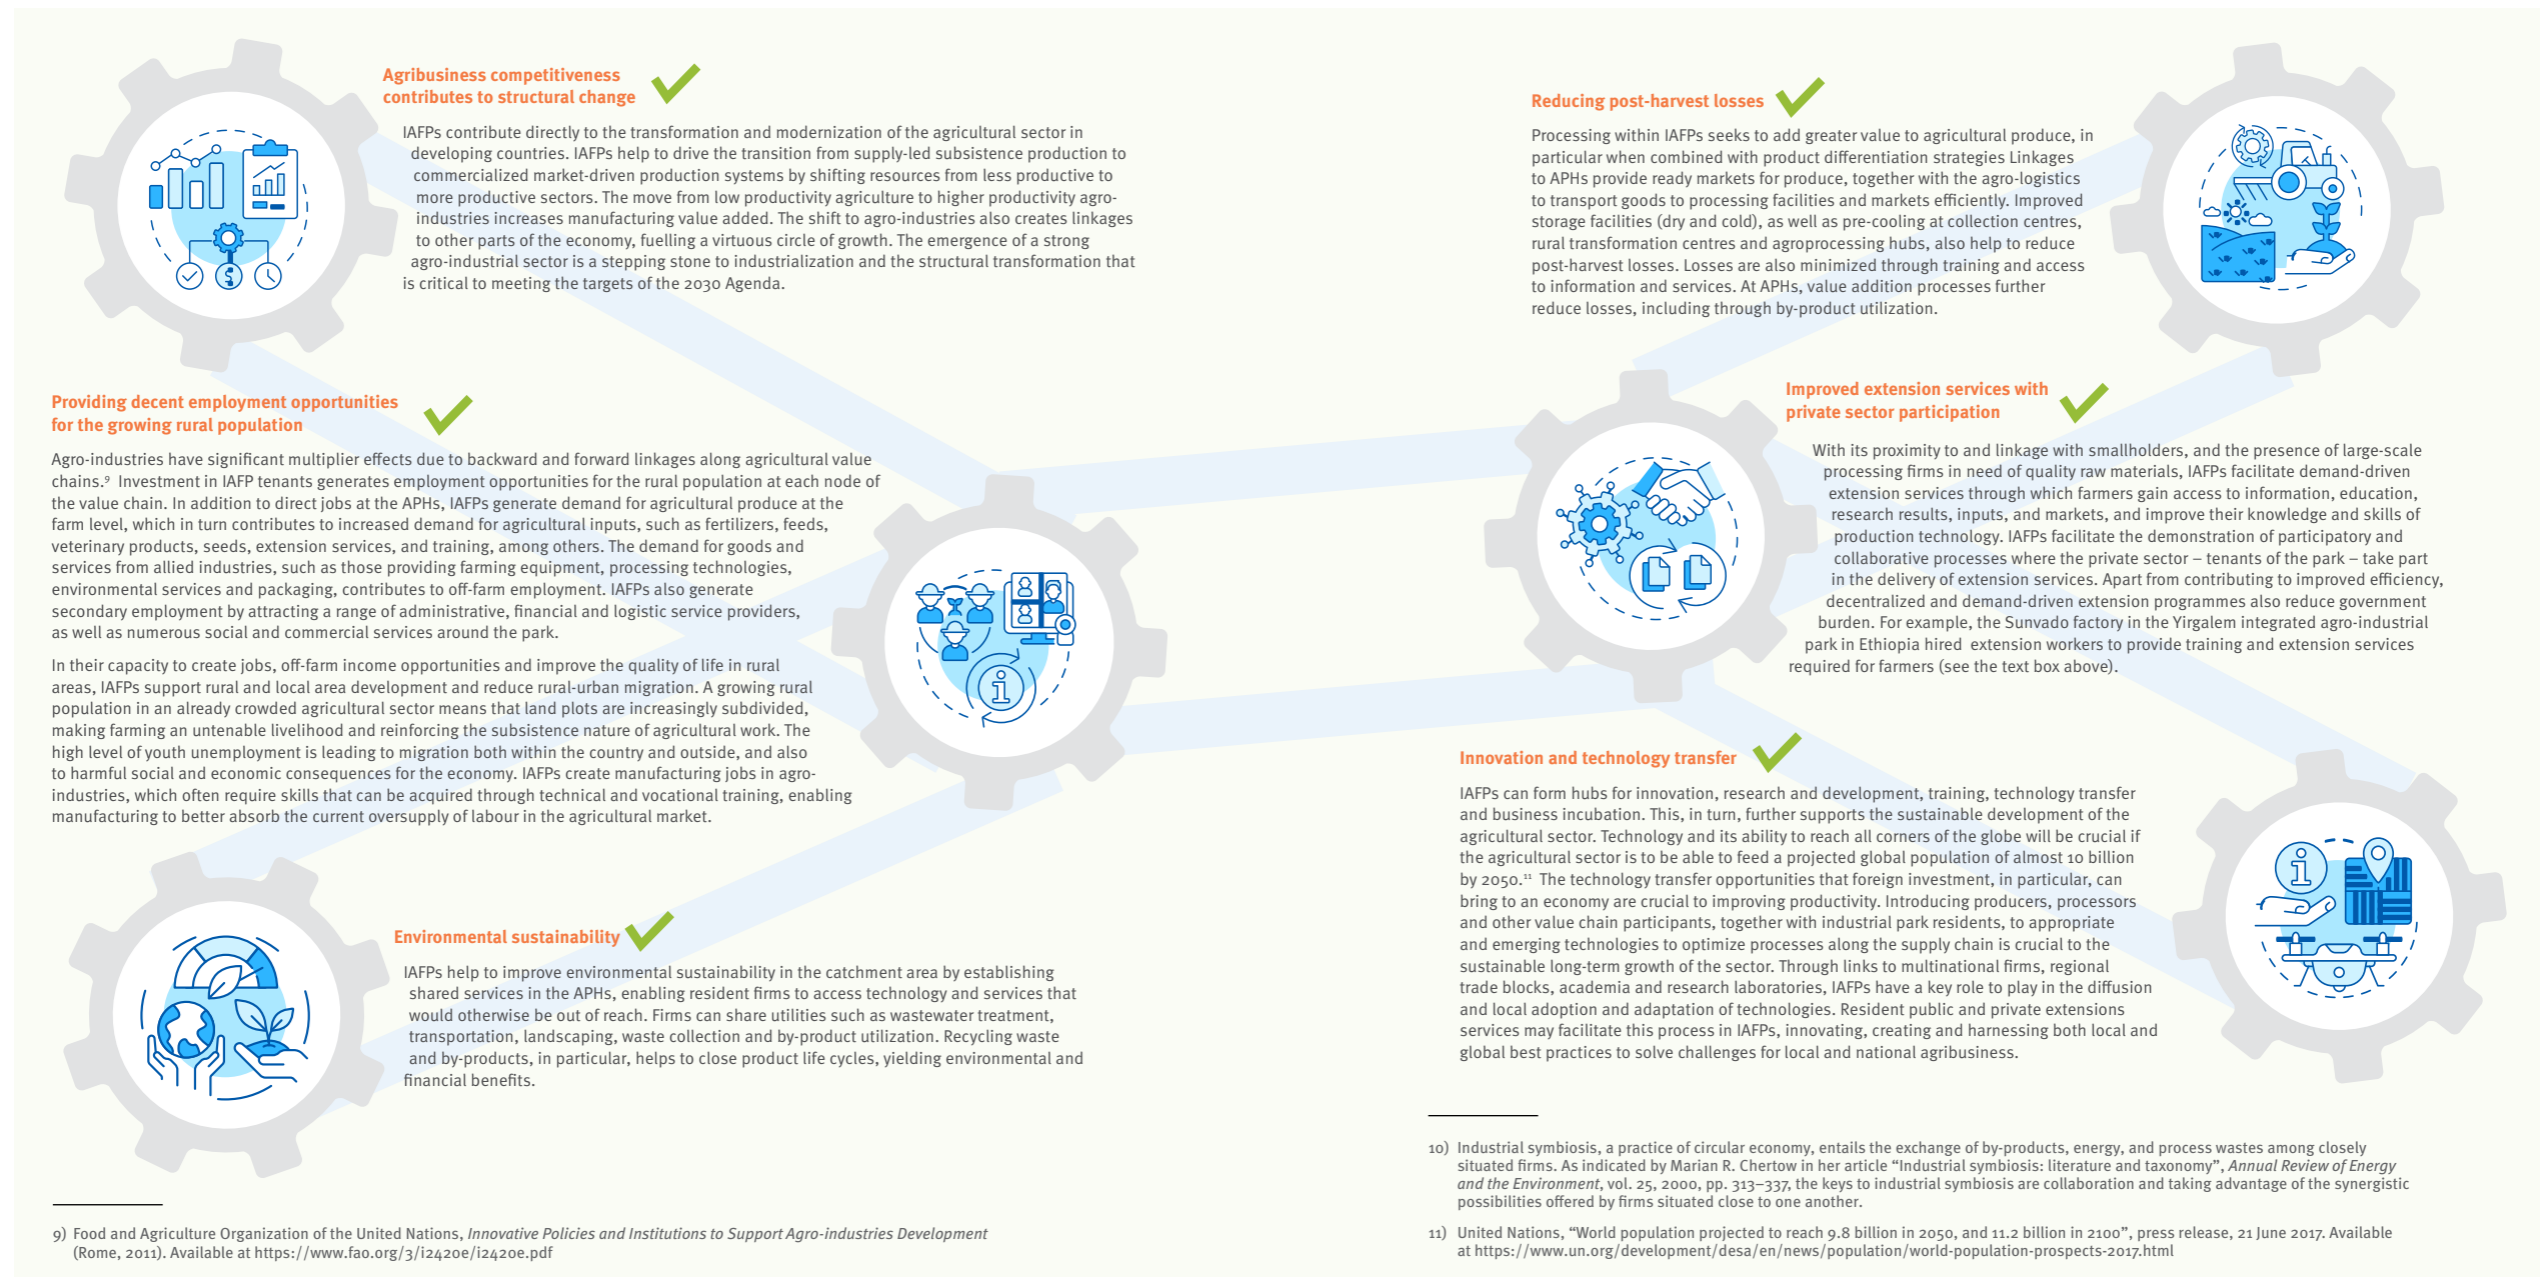 Agribusiness competitiveness
contributes to structural change
IAFPs contribute directly to the transformation and modernization of the agricultural sector in
developing countries. IAFPs help to drive the transition from supply-led subsistence production to
commercialized market-driven production systems by shifting resources from less productive to
more productive sectors. The move from low productivity agriculture to higher productivity agro-
industries increases manufacturing value added. The shift to agro-industries also creates linkages
to other parts of the economy, fuelling a virtuous circle of growth. The emergence of a strong
agro-industrial sector is a stepping stone to industrialization and the structural transformation that
is critical to meeting the targets of the 2030 Agenda.
Providing decent employment opportunities
for the growing rural population
Agro-industries have significant multiplier effects due to backward and forward linkages along agricultural value
chains.⁹ Investment in IAFP tenants generates employment opportunities for the rural population at each node of
the value chain. In addition to direct jobs at the APHs, IAFPs generate demand for agricultural produce at the
farm level, which in turn contributes to increased demand for agricultural inputs, such as fertilizers, feeds,
veterinary products, seeds, extension services, and training, among others. The demand for goods and
services from allied industries, such as those providing farming equipment, processing technologies,
environmental services and packaging, contributes to off-farm employment. IAFPs also generate
secondary employment by attracting a range of administrative, financial and logistic service providers,
as well as numerous social and commercial services around the park.
In their capacity to create jobs, off-farm income opportunities and improve the quality of life in rural
areas, IAFPs support rural and local area development and reduce rural-urban migration. A growing rural
population in an already crowded agricultural sector means that land plots are increasingly subdivided,
making farming an untenable livelihood and reinforcing the subsistence nature of agricultural work. The
high level of youth unemployment is leading to migration both within the country and outside, and also
to harmful social and economic consequences for the economy. IAFPs create manufacturing jobs in agro-
industries, which often require skills that can be acquired through technical and vocational training, enabling
manufacturing to better absorb the current oversupply of labour in the agricultural market.
Environmental sustainability
IAFPs help to improve environmental sustainability in the catchment area by establishing
shared services in the APHs, enabling resident firms to access technology and services that
would otherwise be out of reach. Firms can share utilities such as wastewater treatment,
transportation, landscaping, waste collection and by-product utilization. Recycling waste
and by-products, in particular, helps to close product life cycles, yielding environmental and
financial benefits.
9) Food and Agriculture Organization of the United Nations, Innovative Policies and Institutions to Support Agro-industries Development
(Rome, 2011). Available at https://www.fao.org/3/i2420e/i2420e.pdf
Reducing post-harvest losses
Processing within IAFPs seeks to add greater value to agricultural produce, in
particular when combined with product differentiation strategies Linkages
to APHs provide ready markets for produce, together with the agro-logistics
to transport goods to processing facilities and markets efficiently. Improved
storage facilities (dry and cold), as well as pre-cooling at collection centres,
rural transformation centres and agroprocessing hubs, also help to reduce
post-harvest losses. Losses are also minimized through training and access
to information and services. At APHs, value addition processes further
reduce losses, including through by-product utilization.
Improved extension services with
private sector participation
With its proximity to and linkage with smallholders, and the presence of large-scale
processing firms in need of quality raw materials, IAFPs facilitate demand-driven
extension services through which farmers gain access to information, education,
research results, inputs, and markets, and improve their knowledge and skills of
production technology. IAFPs facilitate the demonstration of participatory and
collaborative processes where the private sector – tenants of the park – take part
in the delivery of extension services. Apart from contributing to improved efficiency,
decentralized and demand-driven extension programmes also reduce government
burden. For example, the Sunvado factory in the Yirgalem integrated agro-industrial
park in Ethiopia hired extension workers to provide training and extension services
required for farmers (see the text box above).
Innovation and technology transfer
IAFPs can form hubs for innovation, research and development, training, technology transfer
and business incubation. This, in turn, further supports the sustainable development of the
agricultural sector. Technology and its ability to reach all corners of the globe will be crucial if
the agricultural sector is to be able to feed a projected global population of almost 10 billion
by 2050.¹¹ The technology transfer opportunities that foreign investment, in particular, can
bring to an economy are crucial to improving productivity. Introducing producers, processors
and other value chain participants, together with industrial park residents, to appropriate
and emerging technologies to optimize processes along the supply chain is crucial to the
sustainable long-term growth of the sector. Through links to multinational firms, regional
trade blocks, academia and research laboratories, IAFPs have a key role to play in the diffusion
and local adoption and adaptation of technologies. Resident public and private extensions
services may facilitate this process in IAFPs, innovating, creating and harnessing both local and
global best practices to solve challenges for local and national agribusiness.
10) Industrial symbiosis, a practice of circular economy, entails the exchange of by-products, energy, and process wastes among closely
situated firms. As indicated by Marian R. Chertow in her article “Industrial symbiosis: literature and taxonomy”, Annual Review of Energy
and the Environment, vol. 25, 2000, pp. 313–337, the keys to industrial symbiosis are collaboration and taking advantage of the synergistic
possibilities offered by firms situated close to one another.
11) United Nations, “World population projected to reach 9.8 billion in 2050, and 11.2 billion in 2100”, press release, 21 June 2017. Available
at https://www.un.org/development/desa/en/news/population/world-population-prospects-2017.html